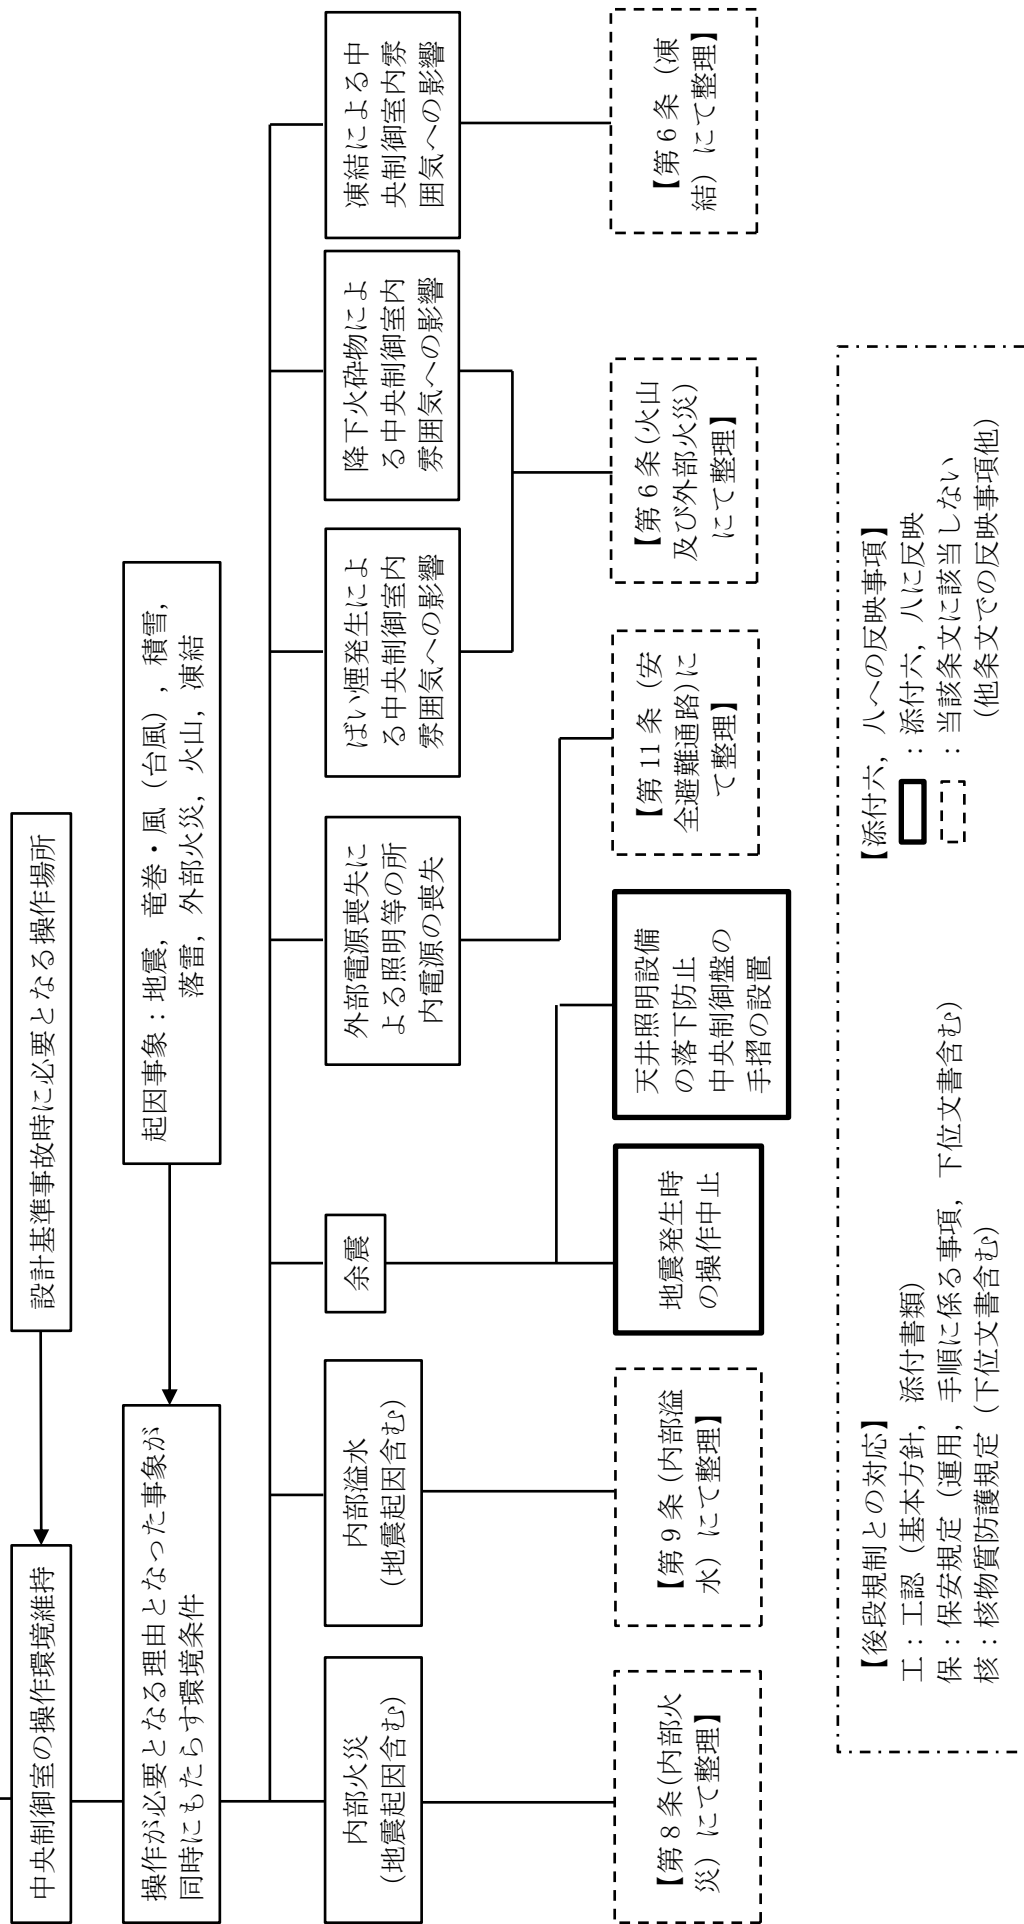 中央制御室の操作環境維持
設計基準事故時に必要となる操作場所
操作が必要となる理由となった事象が
同時にもたらす環境条件
起因事象：地震，竜巻・風（台風），積雪，
落雷，外部火災，火山，凍結
内部火災
(地震起因含む)
内部溢水
(地震起因含む)
余震
外部電源喪失に
よる照明等の所
内電源の喪失
ばい煙発生によ
る中央制御室内
雰囲気への影響
降下火砕物によ
る中央制御室内
雰囲気への影響
凍結による中
央制御室内雰
囲気への影響
【第8条(内部火
災）にて整理】
【第9条(内部溢
水）にて整理】
地震発生時
の操作中止
天井照明設備
の落下防止
中央制御盤の
手摺の設置
【第11条（安
全避難通路)に
て整理】
【第6条(火山
及び外部火災)
にて整理】
【第6条（凍
結）にて整理】
【後段規制との対応】
工：工認（基本方針，添付書類）
保：保安規定（運用，手順に係る事項，下位文書含む）
核：核物質防護規定（下位文書含む）
【添付六，八への反映事項】
：添付六，八に反映
：当該条文に該当しない
(他条文での反映事項他)